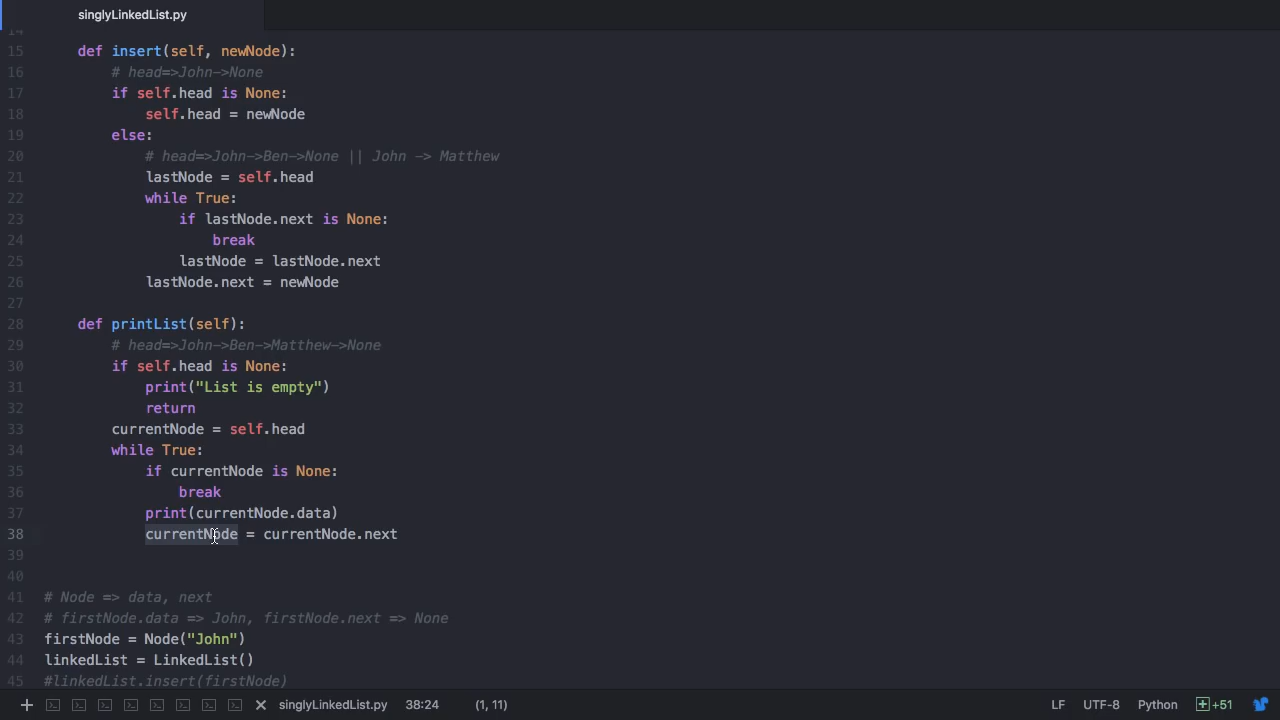 singlyLinkedList.py
14
15 def insert(self, newNode):
16 # head=>John->None
17 if self.head is None:
18 self.head = newNode
19 else:
20 # head=>John->Ben->None || John -> Matthew
21 lastNode = self.head
22 while True:
23 if lastNode.next is None:
24 break
25 lastNode = lastNode.next
26 lastNode.next = newNode
27
28 def printList(self):
29 # head=>John->Ben->Matthew->None
30 if self.head is None:
31 print("List is empty")
32 return
33 currentNode = self.head
34 while True:
35 if currentNode is None:
36 break
37 print(currentNode.data)
38 currentNode = currentNode.next
39
40
41 # Node => data, next
42 # firstNode.data => John, firstNode.next => None
43 firstNode = Node("John")
44 linkedList = LinkedList()
45 #linkedList.insert(firstNode)
singlyLinkedList.py 38:24 (1, 11) LF UTF-8 Python +51